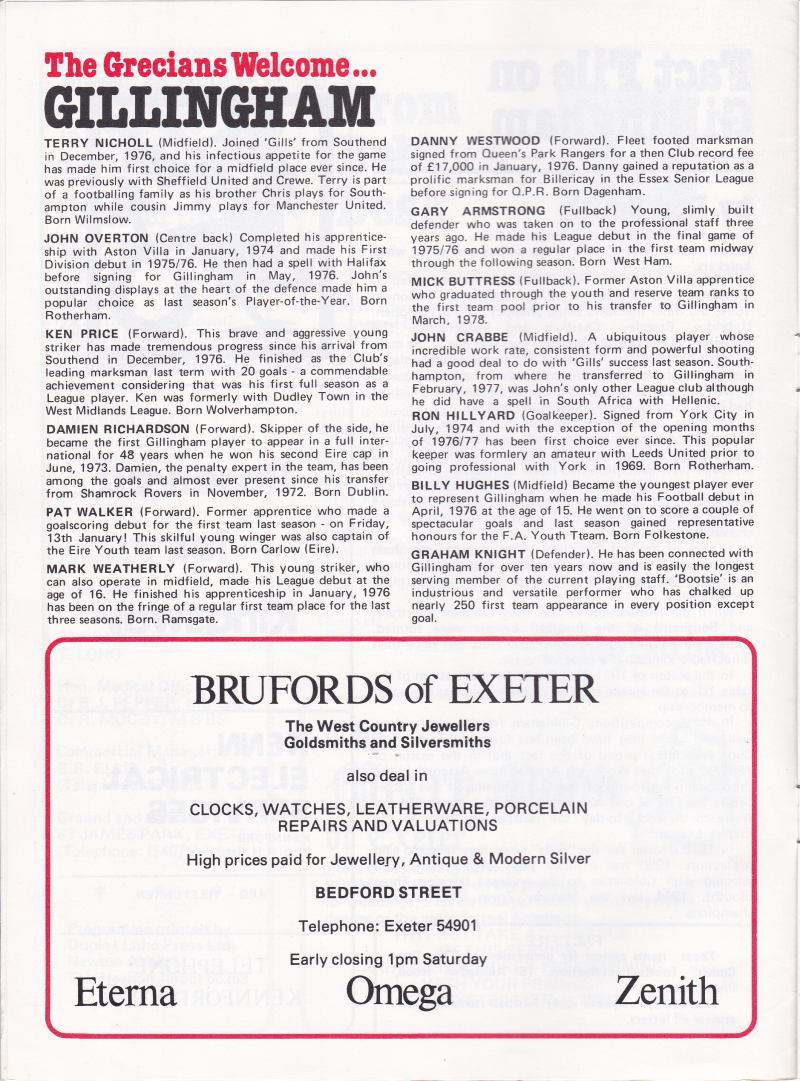 The Grecians Welcome...
GILLINGHAM
TERRY NICHOLL (Midfield). Joined 'Gills' from Southend
in December, 1976, and his infectious appetite for the game
has made him first choice for a midfield place ever since. He
was previously with Sheffield United and Crewe. Terry is part
of a footballing family as his brother Chris plays for South-
ampton while cousin Jimmy plays for Manchester United.
Born Wilmslow.
JOHN OVERTON (Centre back) Completed his apprentice-
ship with Aston Villa in January, 1974 and made his First
Division debut in 1975/76. He then had a spell with Halifax
before signing for Gillingham in May, 1976. John's
outstanding displays at the heart of the defence made him a
popular choice as last season's Player-of-the-Year. Born
Rotherham.
KEN PRICE (Forward). This brave and aggressive young
striker has made tremendous progress since his arrival from
Southend in December, 1976. He finished as the Club's
leading marksman last term with 20 goals - a commendable
achievement considering that was his first full season as a
League player. Ken was formerly with Dudley Town in the
West Midlands League. Born Wolverhampton.
DAMIEN RICHARDSON (Forward). Skipper of the side, he
became the first Gillingham player to appear in a full inter-
national for 48 years when he won his second Eire cap in
June, 1973. Damien, the penalty expert in the team, has been
among the goals and almost ever present since his transfer
from Shamrock Rovers in November, 1972. Born Dublin.
PAT WALKER (Forward). Former apprentice who made a
goalscoring debut for the first team last season - on Friday,
13th January! This skilful young winger was also captain of
the Eire Youth team last season. Born Carlow (Eire).
MARK WEATHERLY (Forward). This young striker, who
can also operate in midfield, made his League debut at the
age of 16. He finished his apprenticeship in January, 1976
has been on the fringe of a regular first team place for the last
three seasons. Born. Ramsgate.
DANNY WESTWOOD (Forward). Fleet footed marksman
signed from Queen's Park Rangers for a then Club record fee
of £17,000 in January, 1976. Danny gained a reputation as a
prolific marksman for Billericay in the Essex Senior League
before signing for Q.P.R. Born Dagenham.
GARY ARMSTRONG (Fullback) Young, slimly built
defender who was taken on to the professional staff three
years ago. He made his League debut in the final game of
1975/76 and won a regular place in the first team midway
through the following season. Born West Ham.
MICK BUTTRESS (Fullback). Former Aston Villa apprentice
who graduated through the youth and reserve team ranks to
the first team pool prior to his transfer to Gillingham in
March, 1978.
JOHN CRABBE (Midfield). A ubiquitous player whose
incredible work rate, consistent form and powerful shooting
had a good deal to do with 'Gills' success last season. South-
hampton, from where he transferred to Gillingham in
February, 1977, was John's only other League club although
he did have a spell in South Africa with Hellenic.
RON HILLYARD (Goalkeeper). Signed from York City in
July, 1974 and with the exception of the opening months
of 1976/77 has been first choice ever since. This popular
keeper was formlery an amateur with Leeds United prior to
going professional with York in 1969. Born Rotherham.
BILLY HUGHES (Midfield) Became the youngest player ever
to represent Gillingham when he made his Football debut in
April, 1976 at the age of 15. He went on to score a couple of
spectacular goals and last season gained representative
honours for the F.A. Youth Tteam. Born Folkestone.
GRAHAM KNIGHT (Defender). He has been connected with
Gillingham for over ten years now and is easily the longest
serving member of the current playing staff. 'Bootsie' is an
industrious and versatile performer who has chalked up
nearly 250 first team appearance in every position except
goal.
BRUFORDS of EXETER
The West Country Jewellers
Goldsmiths and Silversmiths
also deal in
CLOCKS, WATCHES, LEATHERWARE, PORCELAIN
REPAIRS AND VALUATIONS
High prices paid for Jewellery, Antique & Modern Silver
BEDFORD STREET
Telephone: Exeter 54901
Early closing 1pm Saturday
Eterna Omega Zenith